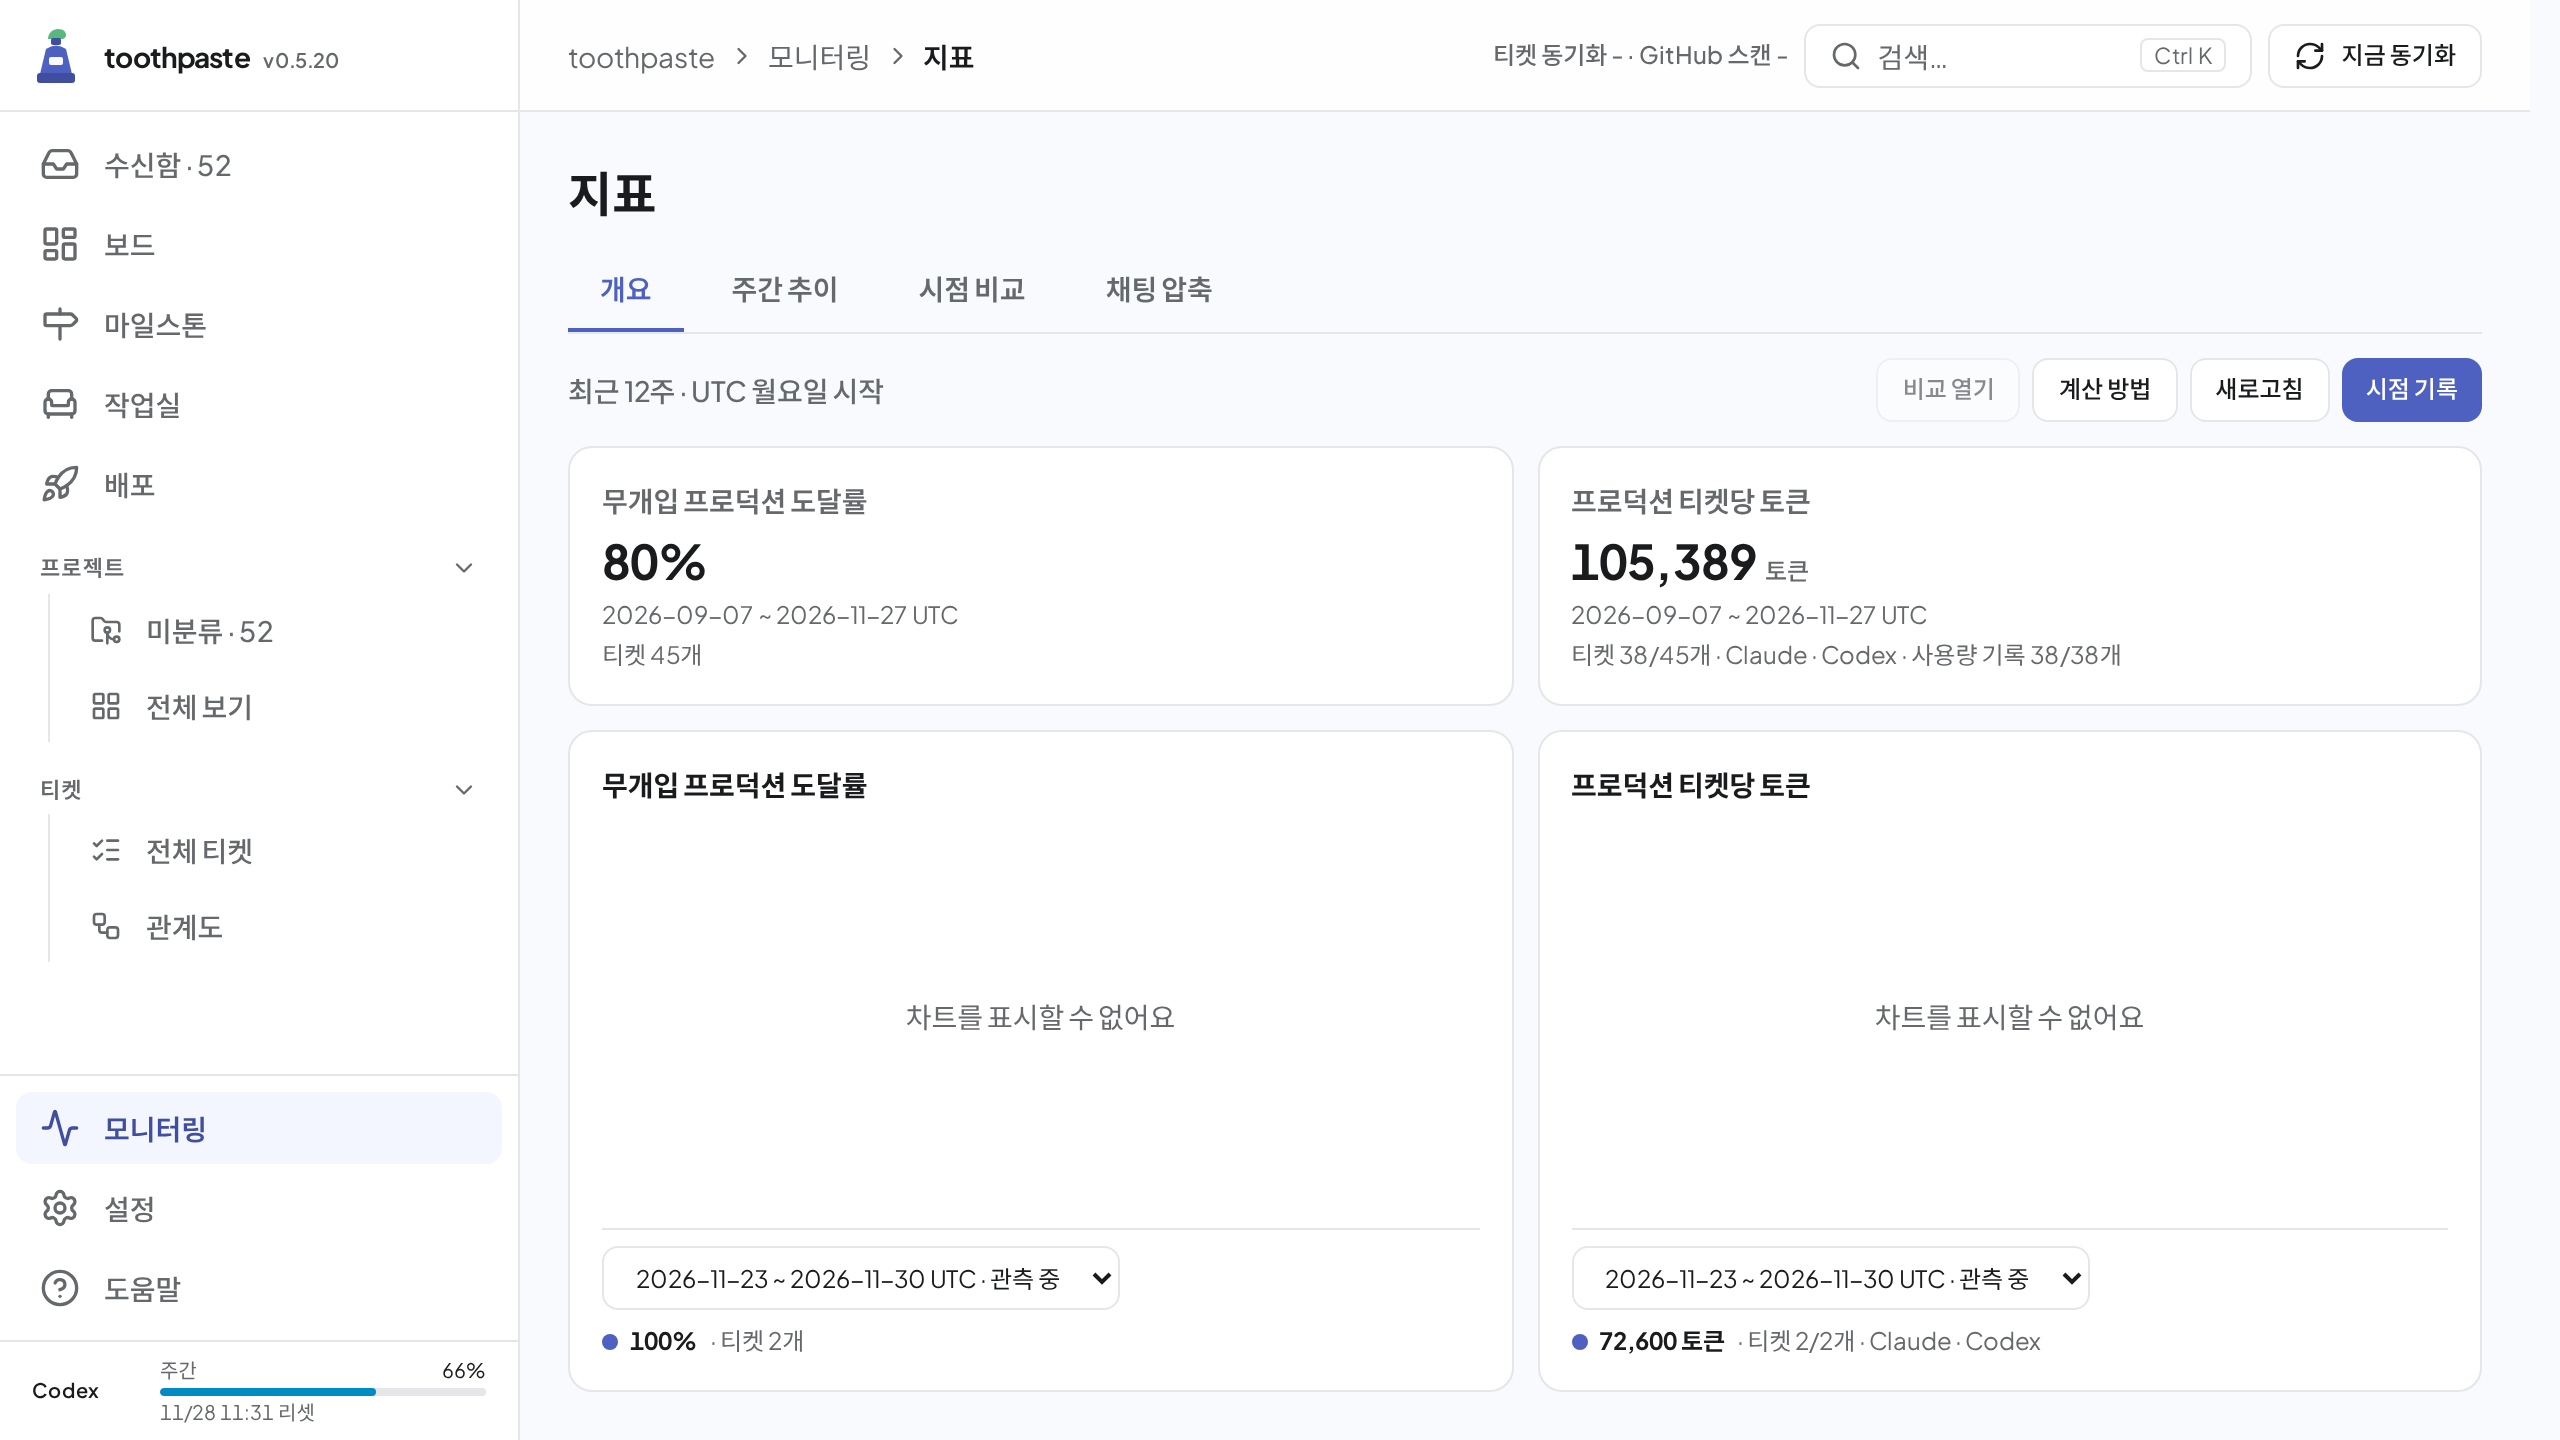 toothpaste v0.5.20
수신함 · 52
보드
마일스톤
작업실
배포
프로젝트
미분류 · 52
전체 보기
티켓
전체 티켓
관계도
모니터링
설정
도움말
Codex
주간 66%
11/28 11:31 리셋
toothpaste > 모니터링 > 지표
티켓 동기화 - · GitHub 스캔 -
검색...
Ctrl K
지금 동기화
지표
개요
주간 추이
시점 비교
채팅 압축
최근 12주 · UTC 월요일 시작
비교 열기
계산 방법
새로고침
시점 기록
무개입 프로덕션 도달률
80%
2026-09-07 ~ 2026-11-27 UTC
티켓 45개
프로덕션 티켓당 토큰
105,389 토큰
2026-09-07 ~ 2026-11-27 UTC
티켓 38/45개 · Claude · Codex · 사용량 기록 38/38개
무개입 프로덕션 도달률
차트를 표시할 수 없어요
2026-11-23 ~ 2026-11-30 UTC · 관측 중
100% · 티켓 2개
프로덕션 티켓당 토큰
차트를 표시할 수 없어요
2026-11-23 ~ 2026-11-30 UTC · 관측 중
72,600 토큰 · 티켓 2/2개 · Claude · Codex